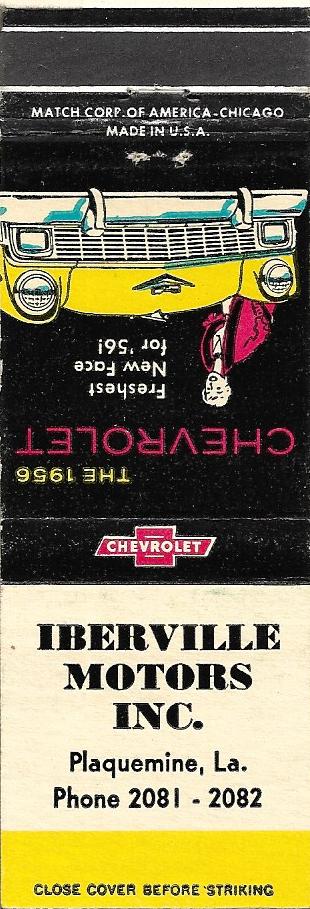 MATCH CORP. OF AMERICA-CHICAGO
MADE IN U.S.A.
THE 1956
CHEVROLET
Freshest
New Face
for '56!
CHEVROLET
IBERVILLE
MOTORS
INC.
Plaquemine, La.
Phone 2081 - 2082
CLOSE COVER BEFORE STRIKING